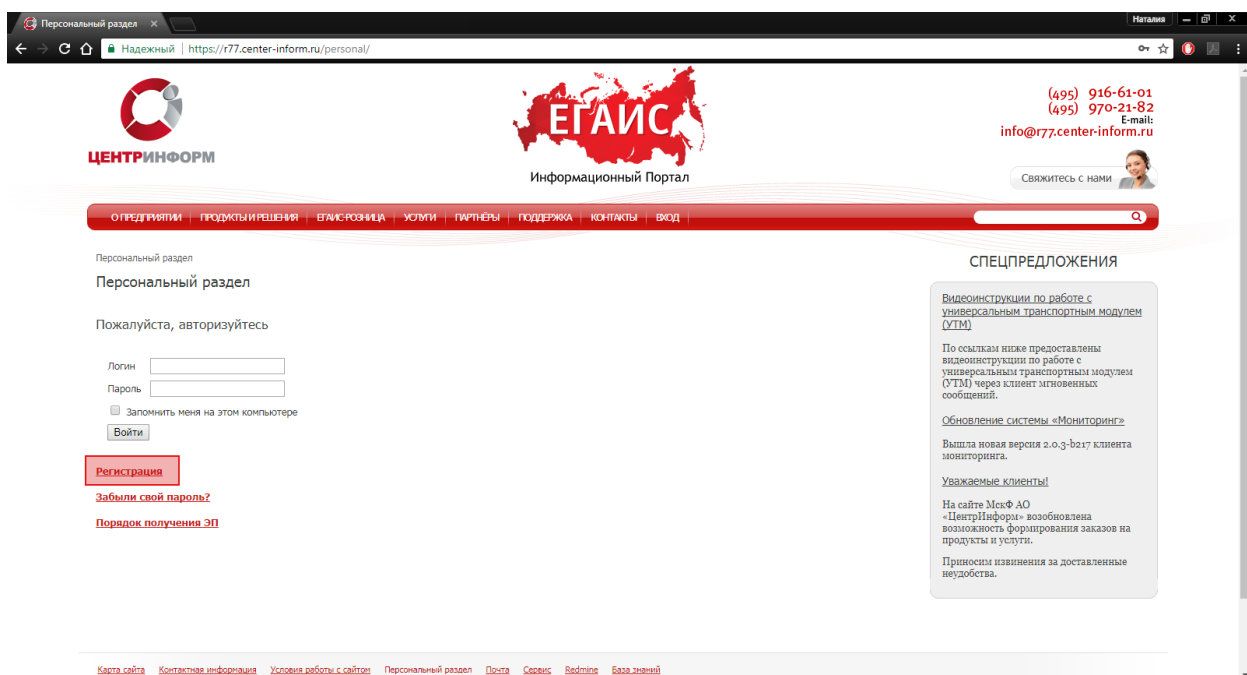 Персональный раздел
Наталия
Надежный | https://r77.center-inform.ru/personal/
ЦЕНТРИНФОРМ
ЕГАИС
Информационный Портал
(495) 916-61-01
(495) 970-21-82
E-mail:
info@r77.center-inform.ru
Свяжитесь с нами
О ПРЕДПРИЯТИИ ПРОДУКТЫ И РЕШЕНИЯ ЕГАИС-РОЗНИЦА УСЛУГИ ПАРТНЁРЫ ПОДДЕРЖКА КОНТАКТЫ ВХОД
Персональный раздел
Персональный раздел
Пожалуйста, авторизуйтесь
Логин
Пароль
Запомнить меня на этом компьютере
Войти
Регистрация
Забыли свой пароль?
Порядок получения ЭП
СПЕЦПРЕДЛОЖЕНИЯ
Видеоинструкции по работе с
универсальным транспортным модулем
(УТМ)
По ссылкам ниже предоставлены
видеоинструкции по работе с
универсальным транспортным модулем
(УТМ) через клиент мгновенных
сообщений.
Обновление системы «Мониторинг»
Вышла новая версия 2.0.3-b217 клиента
мониторинга.
Уважаемые клиенты!
На сайте МскФ АО
«ЦентрИнформ» возобновлена
возможность формирования заказов на
продукты и услуги.
Приносим извинения за доставленные
неудобства.
Карта сайта Контактная информация Условия работы с сайтом Персональный раздел Почта Сервис Redmine База знаний